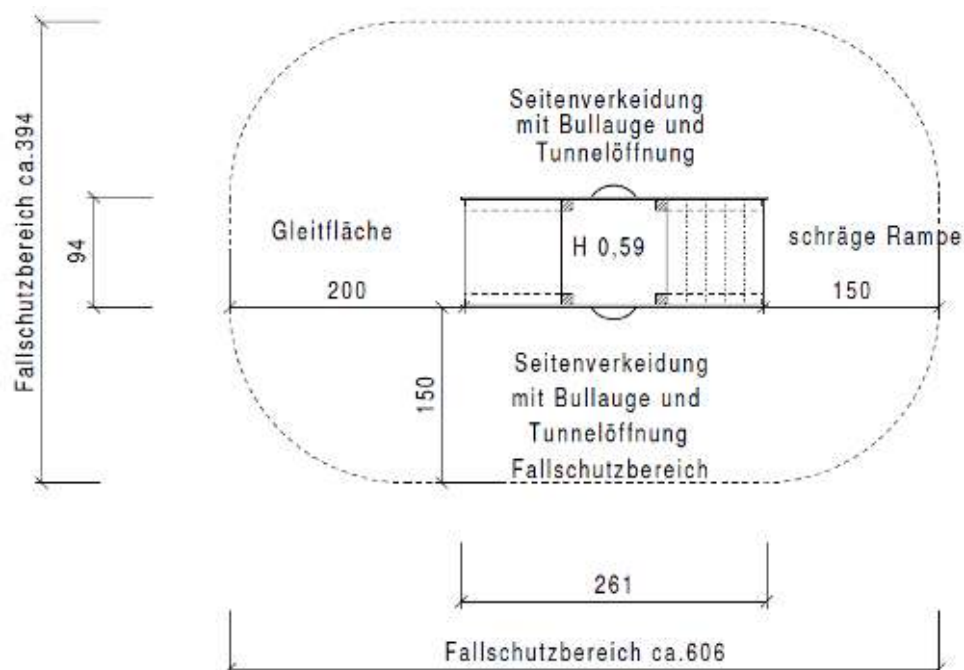 Fallschutzbereich ca.394
Seitenverkeidung
mit Bullauge und
Tunnelöffnung
94
Gleitfläche
H 0,59
schräge Rampe
200
150
150
Seitenverkeidung
mit Bullauge und
Tunnelöffnung
Fallschutzbereich
261
Fallschutzbereich ca.606